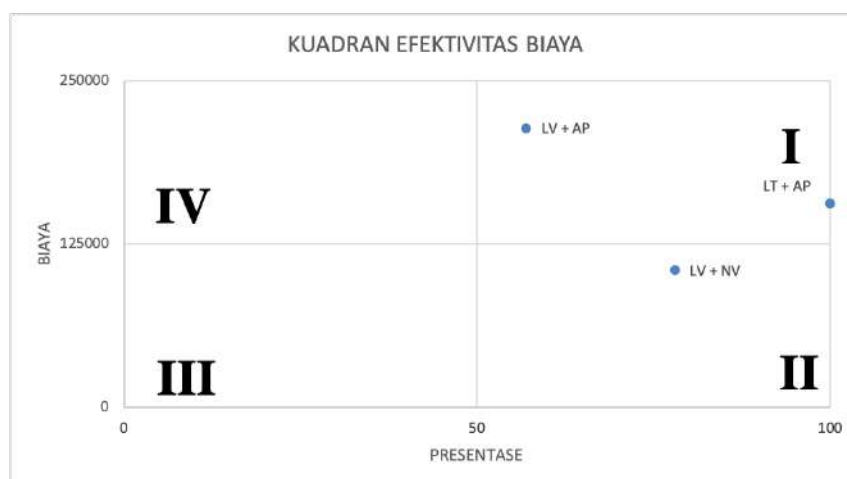 KUADRAN EFEKTIVITAS BIAYA
250000
LV + AP
I
IV
LT + AP
BIAYA
125000
LV + NV
III
II
0
0
50
100
PRESENTASE